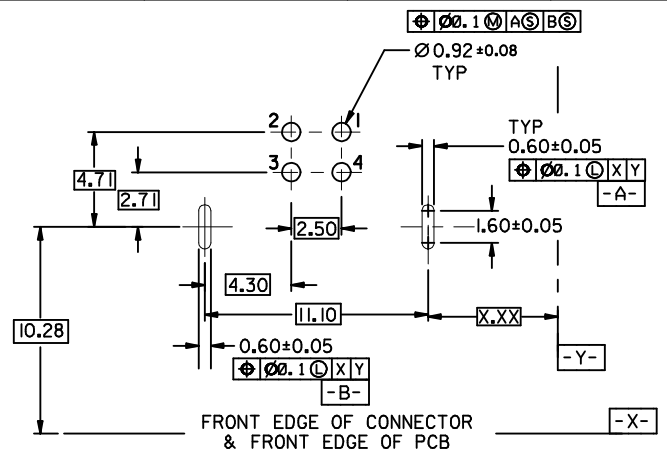 ⌖ Ø0.1 Ⓜ A Ⓢ B Ⓢ
Ø 0.92 ±0.08
TYP
2 1
TYP
0.60±0.05
3 4
⌖ Ø0.1 Ⓛ X Y
4.71
-A-
2.71
2.50
1.60±0.05
4.30
11.10
X.XX
10.28
0.60±0.05
-Y-
⌖ Ø0.1 Ⓛ X Y
-B-
FRONT EDGE OF CONNECTOR
-X-
& FRONT EDGE OF PCB